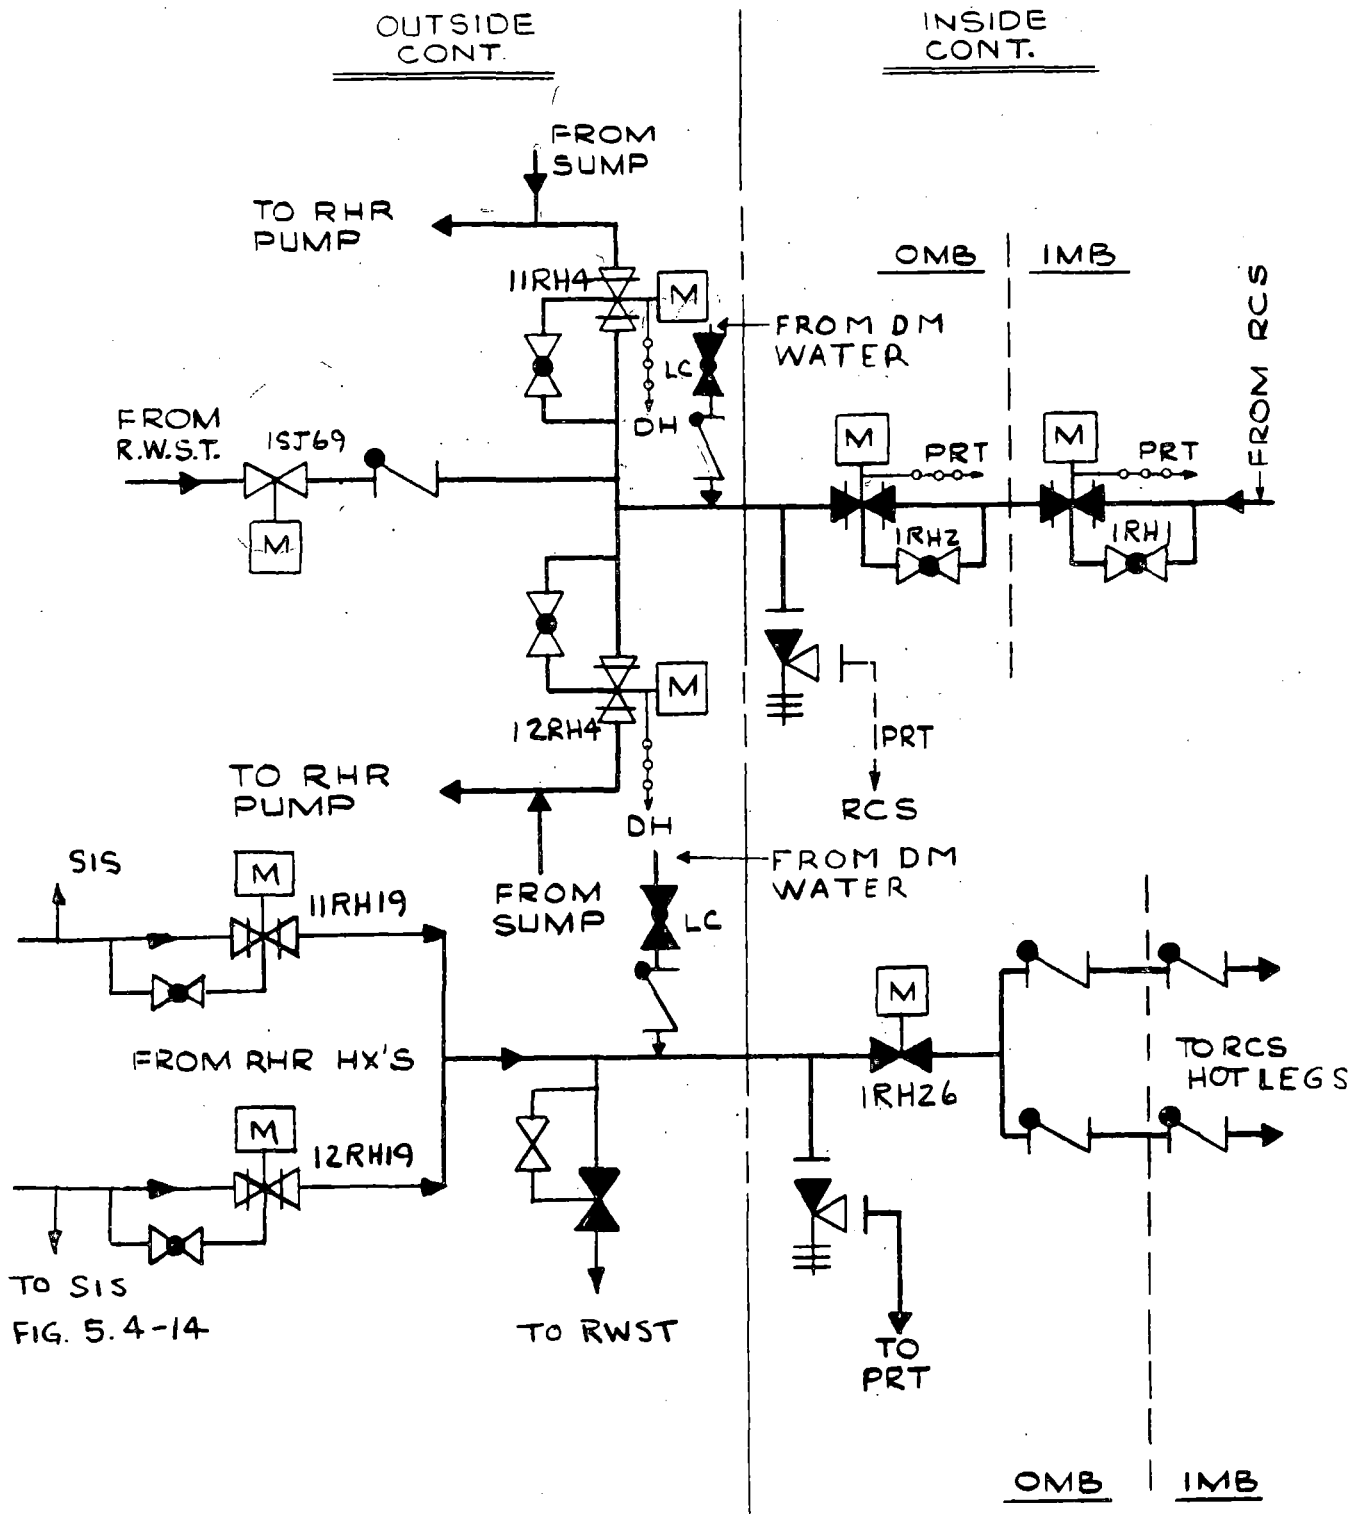 OUTSIDE
CONT.
INSIDE
CONT.
FROM
SUMP
TO RHR
PUMP
OMB
IMB
11RH4
M
FROM DM
WATER
LC
DH
FROM RCS
FROM
R.W.S.T.
1SJ69
M
M
PRT
M
PRT
1RH2
1RH1
M
12RH4
PRT
RCS
TO RHR
PUMP
DH
FROM DM
WATER
SIS
M
11RH19
FROM
SUMP
LC
M
FROM RHR HX'S
1RH26
TO RCS
HOT LEGS
M
12RH19
TO SIS
FIG. 5.4-14
TO RWST
TO
PRT
OMB
IMB